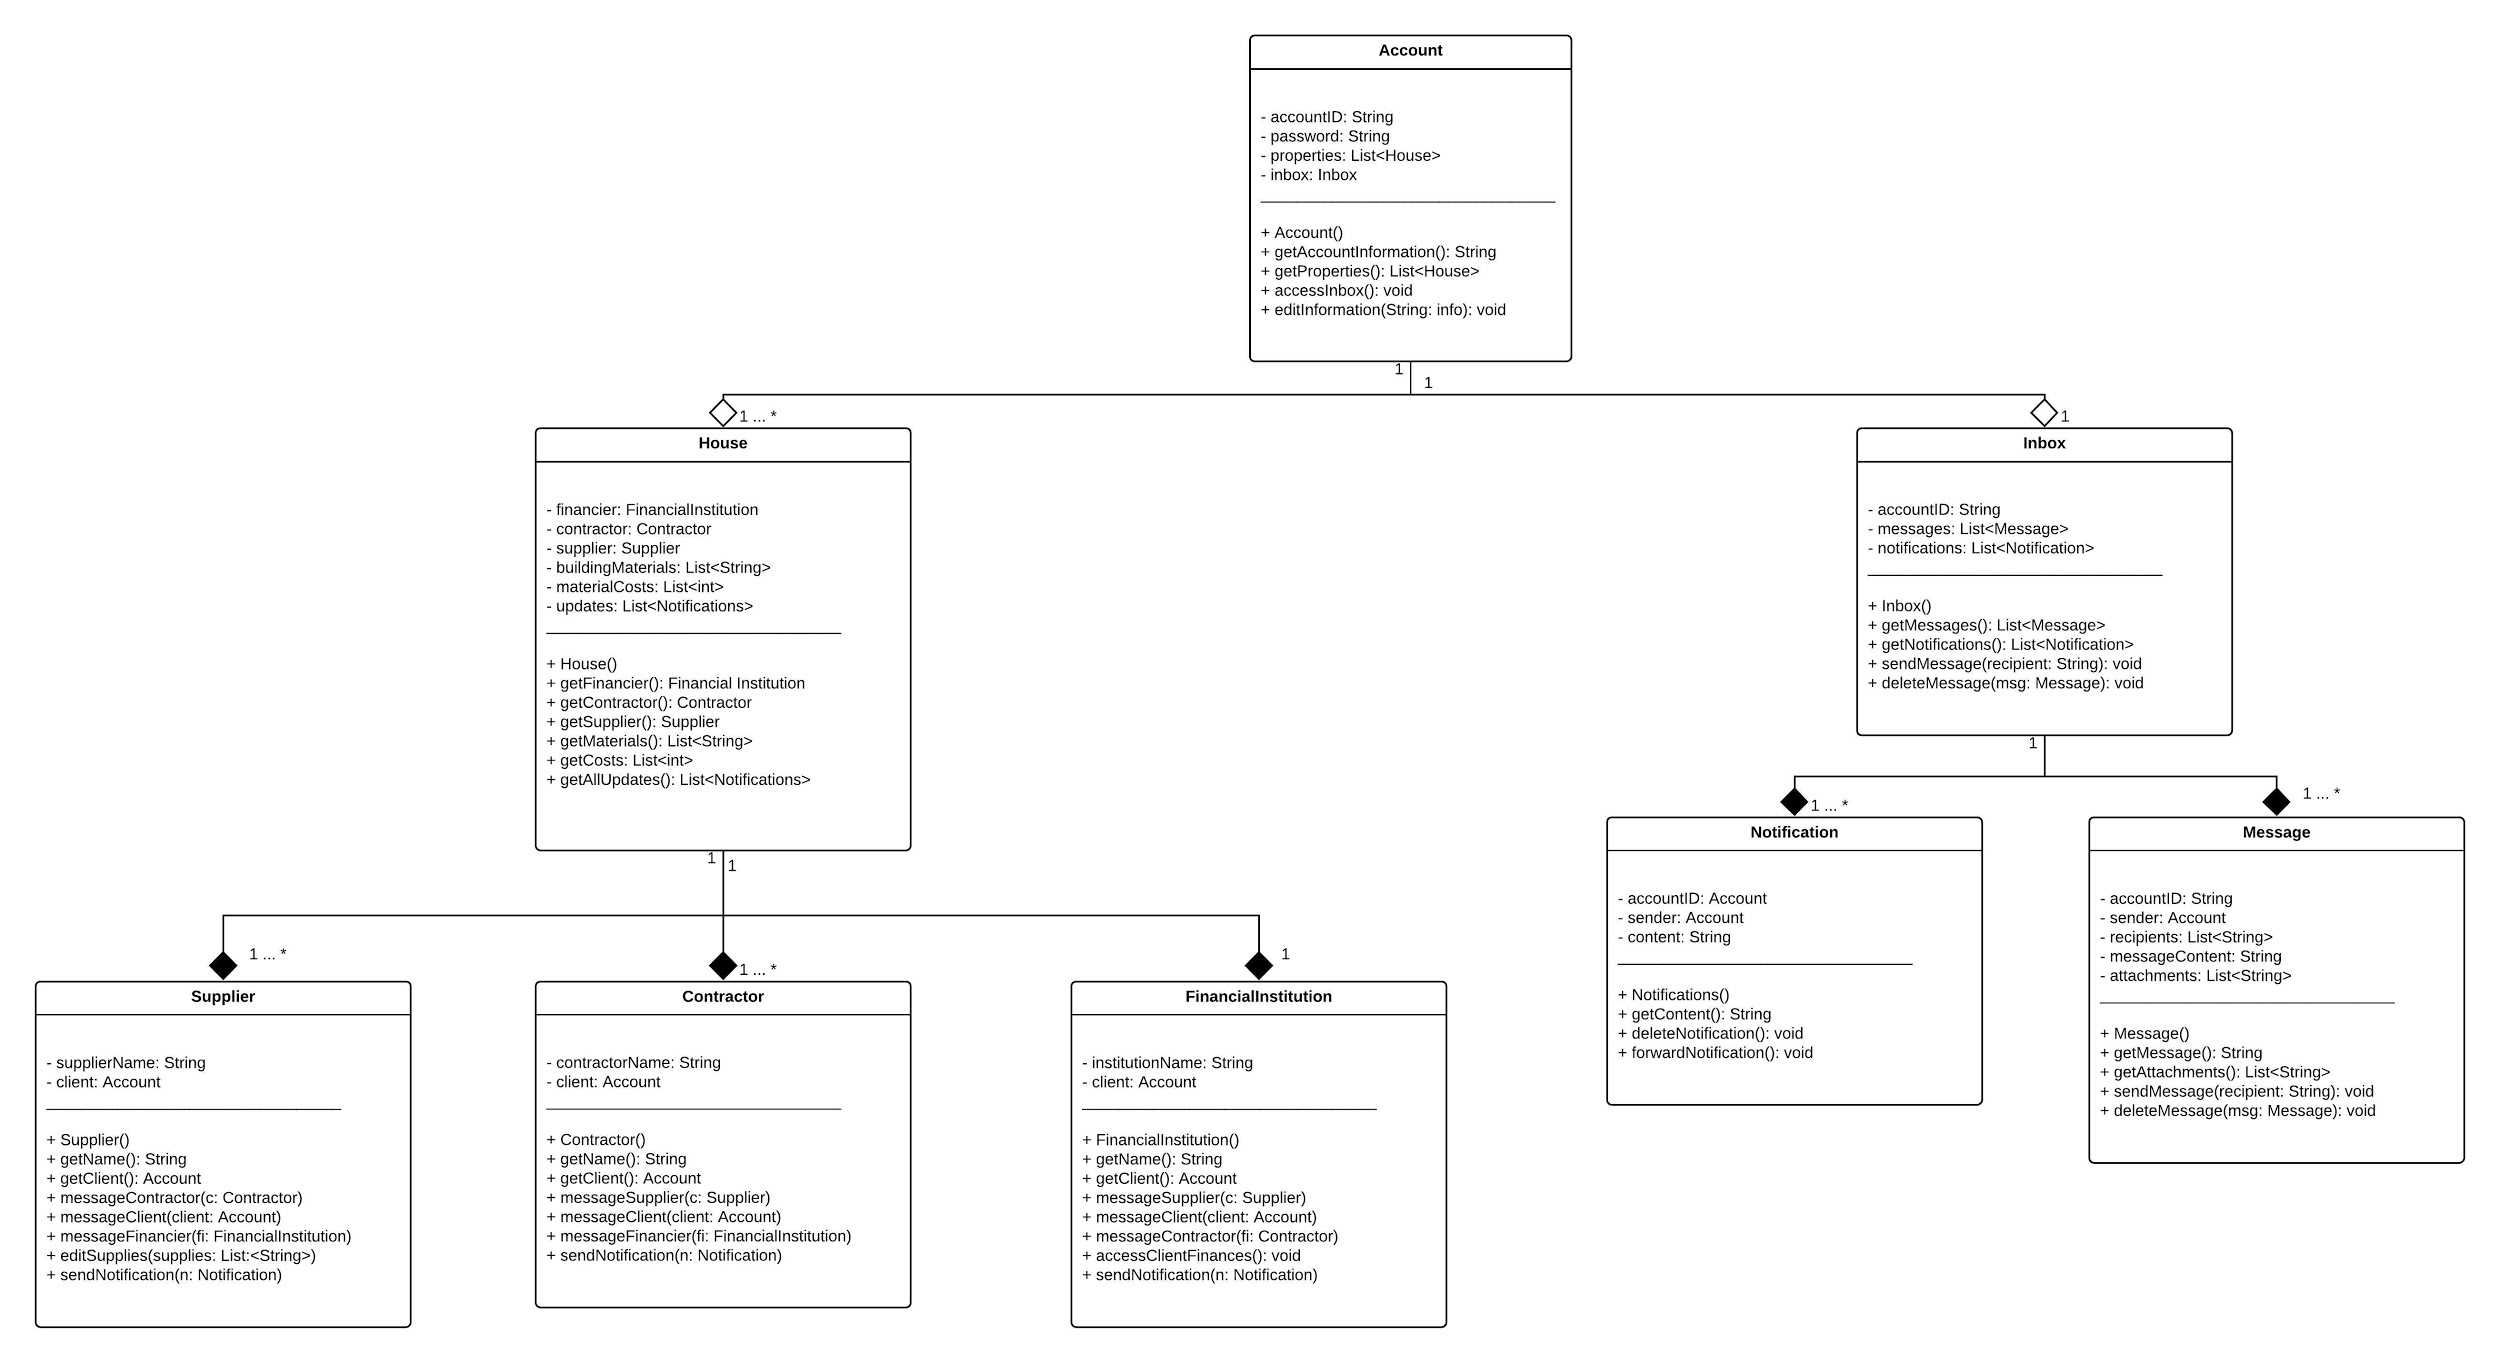 Account
- accountID: String
- password: String
- properties: List<House>
- inbox: Inbox
+ Account()
+ getAccountInformation(): String
+ getProperties(): List<House>
+ accessInbox(): void
+ editInformation(String: info): void
1
1
1 ... *
1
House
- financier: FinancialInstitution
- contractor: Contractor
- supplier: Supplier
- buildingMaterials: List<String>
- materialCosts: List<int>
- updates: List<Notifications>
+ House()
+ getFinancier(): Financial Institution
+ getContractor(): Contractor
+ getSupplier(): Supplier
+ getMaterials(): List<String>
+ getCosts: List<int>
+ getAllUpdates(): List<Notifications>
Inbox
- accountID: String
- messages: List<Message>
- notifications: List<Notification>
+ Inbox()
+ getMessages(): List<Message>
+ getNotifications(): List<Notification>
+ sendMessage(recipient: String): void
+ deleteMessage(msg: Message): void
1
1 ... *
1 ... *
Notification
- accountID: Account
- sender: Account
- content: String
+ Notifications()
+ getContent(): String
+ deleteNotification(): void
+ forwardNotification(): void
Message
- accountID: String
- sender: Account
- recipients: List<String>
- messageContent: String
- attachments: List<String>
+ Message()
+ getMessage(): String
+ getAttachments(): List<String>
+ sendMessage(recipient: String): void
+ deleteMessage(msg: Message): void
1
1
1 ... *
1 ... *
1
Supplier
- supplierName: String
- client: Account
+ Supplier()
+ getName(): String
+ getClient(): Account
+ messageContractor(c: Contractor)
+ messageClient(client: Account)
+ messageFinancier(fi: FinancialInstitution)
+ editSupplies(supplies: List:<String>)
+ sendNotification(n: Notification)
Contractor
- contractorName: String
- client: Account
+ Contractor()
+ getName(): String
+ getClient(): Account
+ messageSupplier(c: Supplier)
+ messageClient(client: Account)
+ messageFinancier(fi: FinancialInstitution)
+ sendNotification(n: Notification)
FinancialInstitution
- institutionName: String
- client: Account
+ FinancialInstitution()
+ getName(): String
+ getClient(): Account
+ messageSupplier(c: Supplier)
+ messageClient(client: Account)
+ messageContractor(fi: Contractor)
+ accessClientFinances(): void
+ sendNotification(n: Notification)